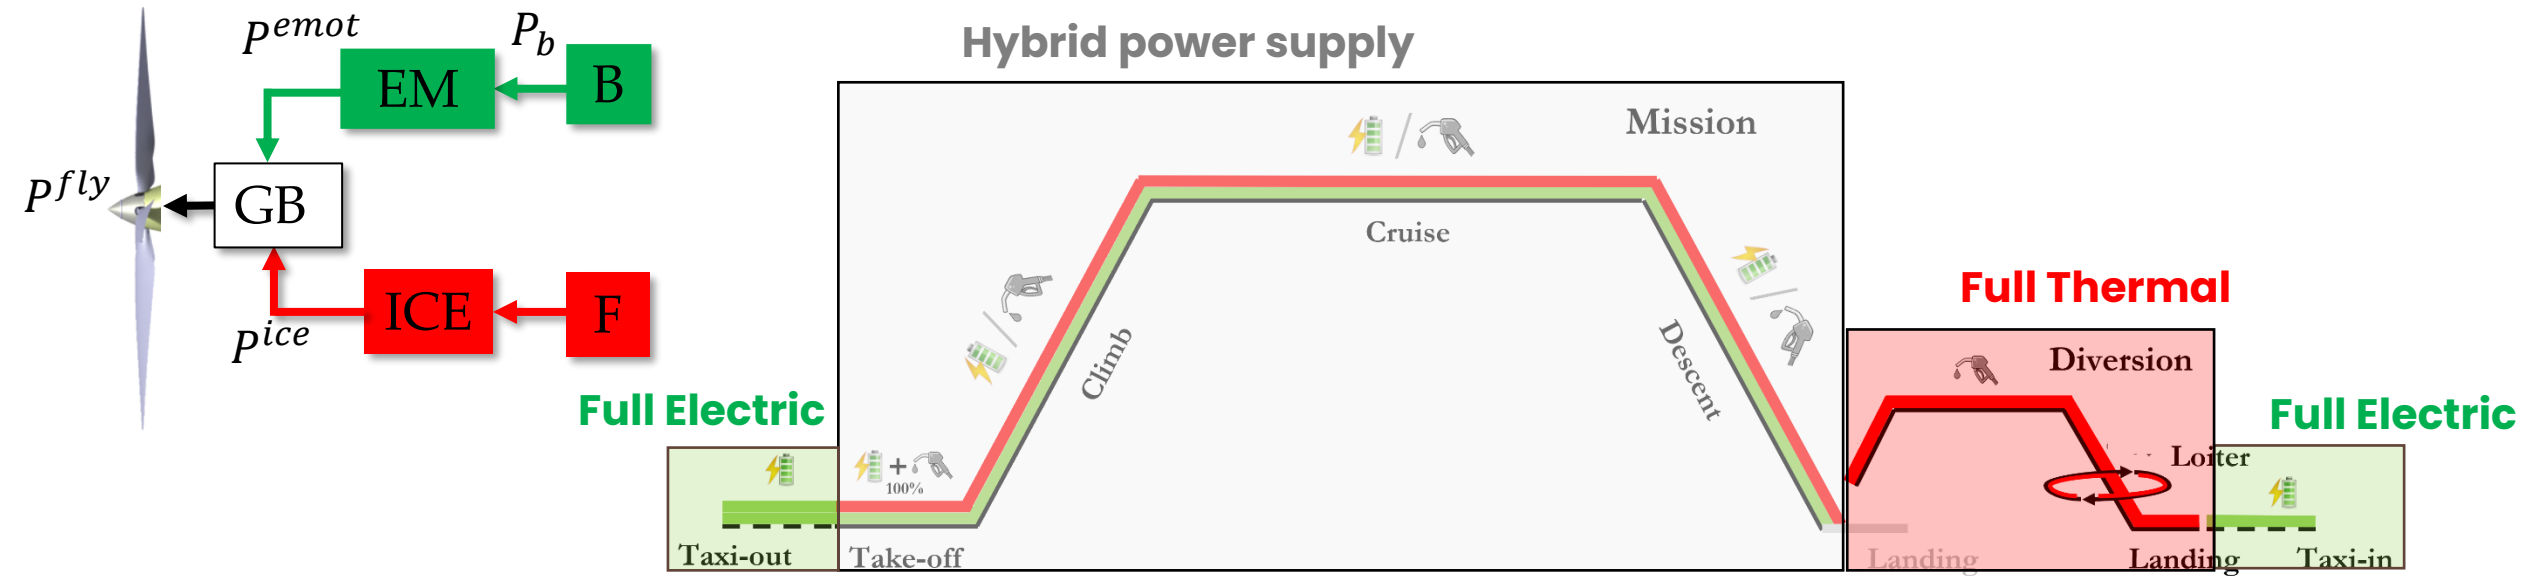 P^{emot}
P_b
EM
B
P^{fly}
GB
ICE
F
P^{ice}
Hybrid power supply
Mission
Cruise
Climb
Descent
Full Thermal
Diversion
Full Electric
Full Electric
Loiter
+
100%
Taxi-out
Take-off
Landing
Landing
Taxi-in